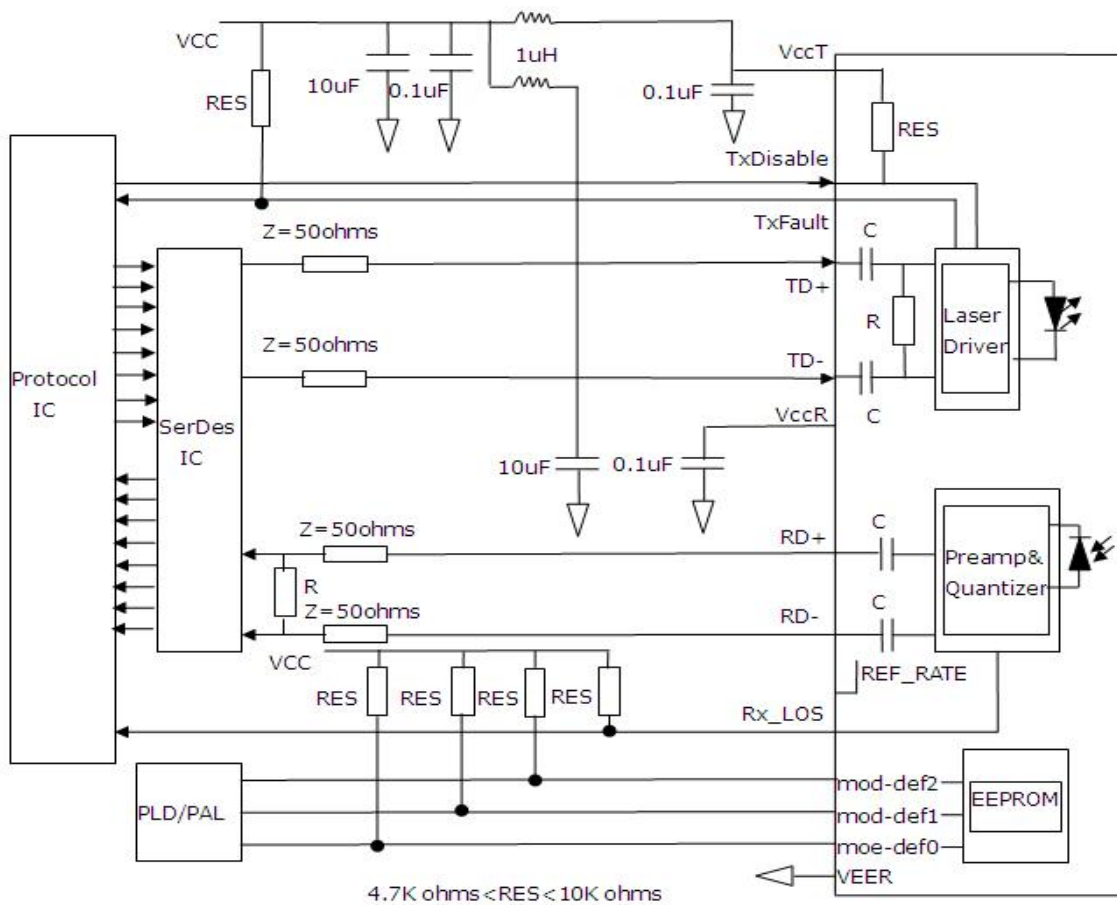 VCC
VccT
1uH
10uF
0.1uF
0.1uF
RES
RES
TxDisable
TxFault
Z=50ohms
C
TD+
R
Laser
Driver
Z=50ohms
TD-
C
Protocol
IC
SerDes
IC
VccR
10uF
0.1uF
Z=50ohms
RD+
C
Preamp&
Quantizer
R
Z=50ohms
RD-
C
VCC
REF_RATE
RES
RES
RES
RES
Rx_LOS
PLD/PAL
mod-def2
mod-def1
moe-def0
EEPROM
VEER
4.7K ohms<RES<10K ohms